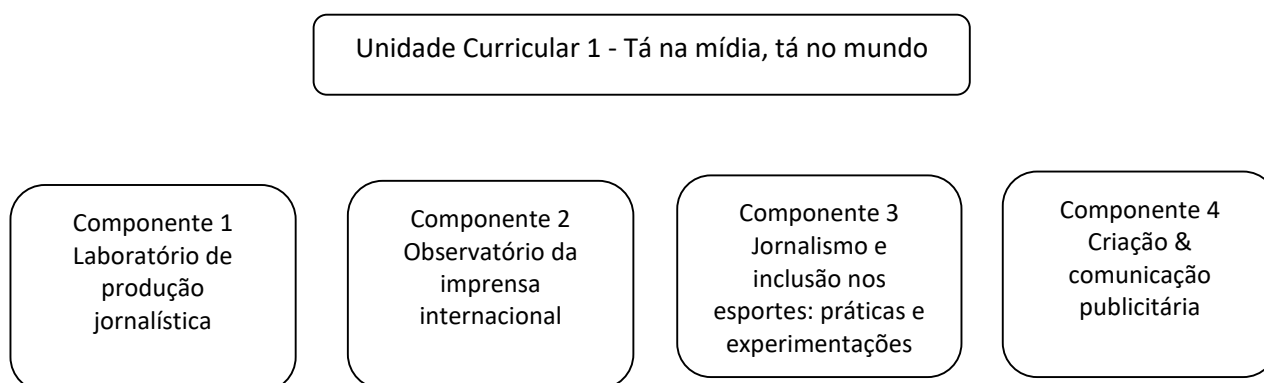 Unidade Curricular 1 - Tá na mídia, tá no mundo
Componente 1
Laboratório de
produção
jornalística
Componente 2
Observatório da
imprensa
internacional
Componente 3
Jornalismo e
inclusão nos
esportes: práticas e
experimentações
Componente 4
Criação &
comunicação
publicitária